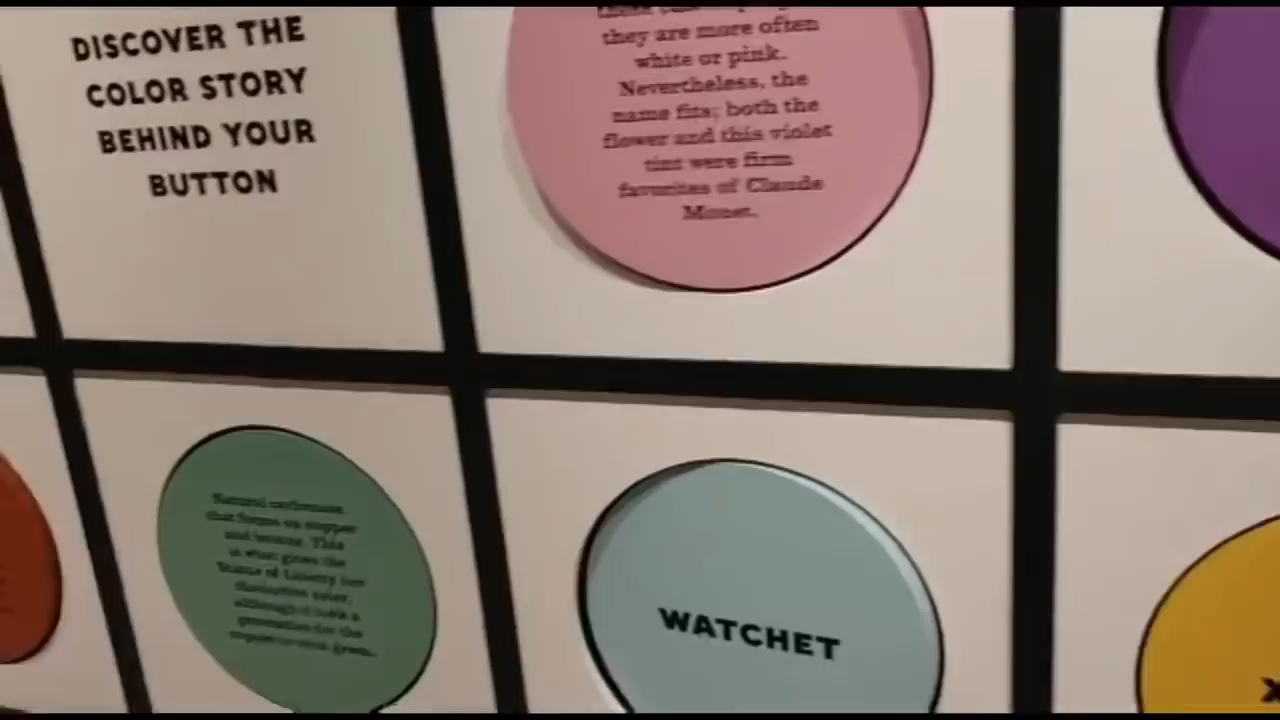 DISCOVER THE
COLOR STORY
BEHIND YOUR
BUTTON
they are more often
white or pink.
Nevertheless, the
name fits; both the
flower and this violet
tint were firm
favorites of Claude
Monet.
Natural carbonate
that forms on copper
and bronze. This
is what gives the
Statue of Liberty her
distinctive color,
although it took a
generation for the
copper to turn green.
WATCHET